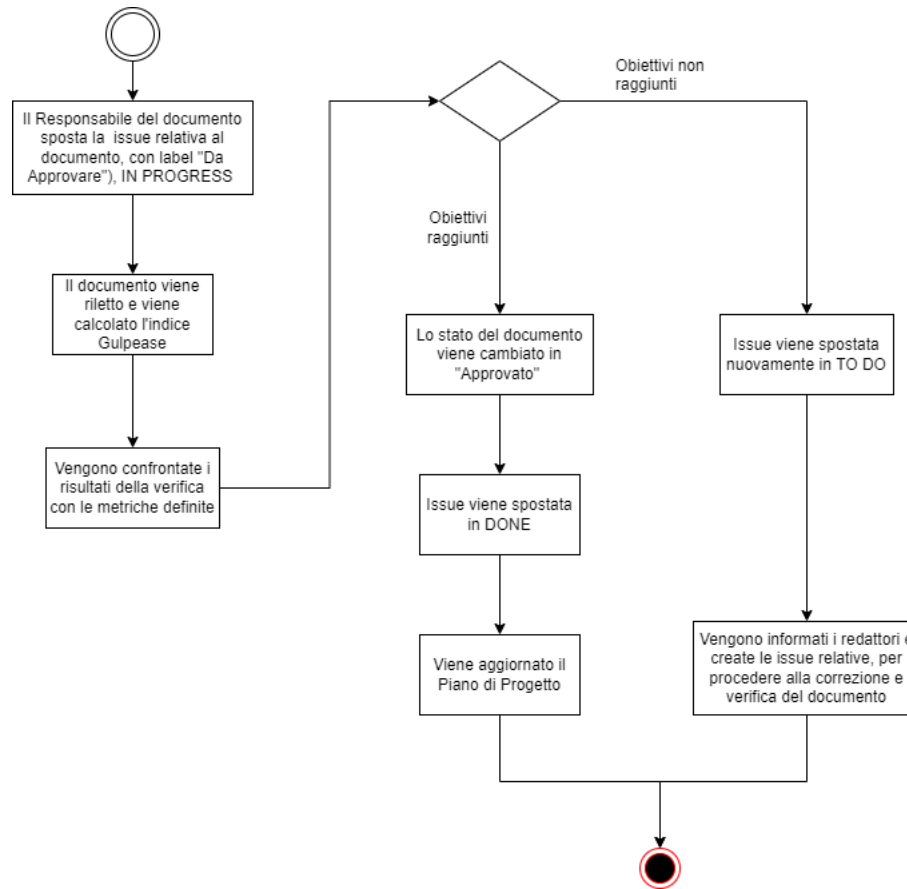 Il Responsabile del documento
sposta la issue relativa al
documento, con label "Da
Approvare"), IN PROGRESS
Il documento viene
riletto e viene
calcolato l'indice
Gulpease
Vengono confrontate i
risultati della verifica
con le metriche definite
Obiettivi non
raggiunti
Obiettivi
raggiunti
Lo stato del documento
viene cambiato in
"Approvato"
Issue viene spostata
in DONE
Viene aggiornato il
Piano di Progetto
Issue viene spostata
nuovamente in TO DO
Vengono informati i redattori e
create le issue relative, per
procedere alla correzione e
verifica del documento